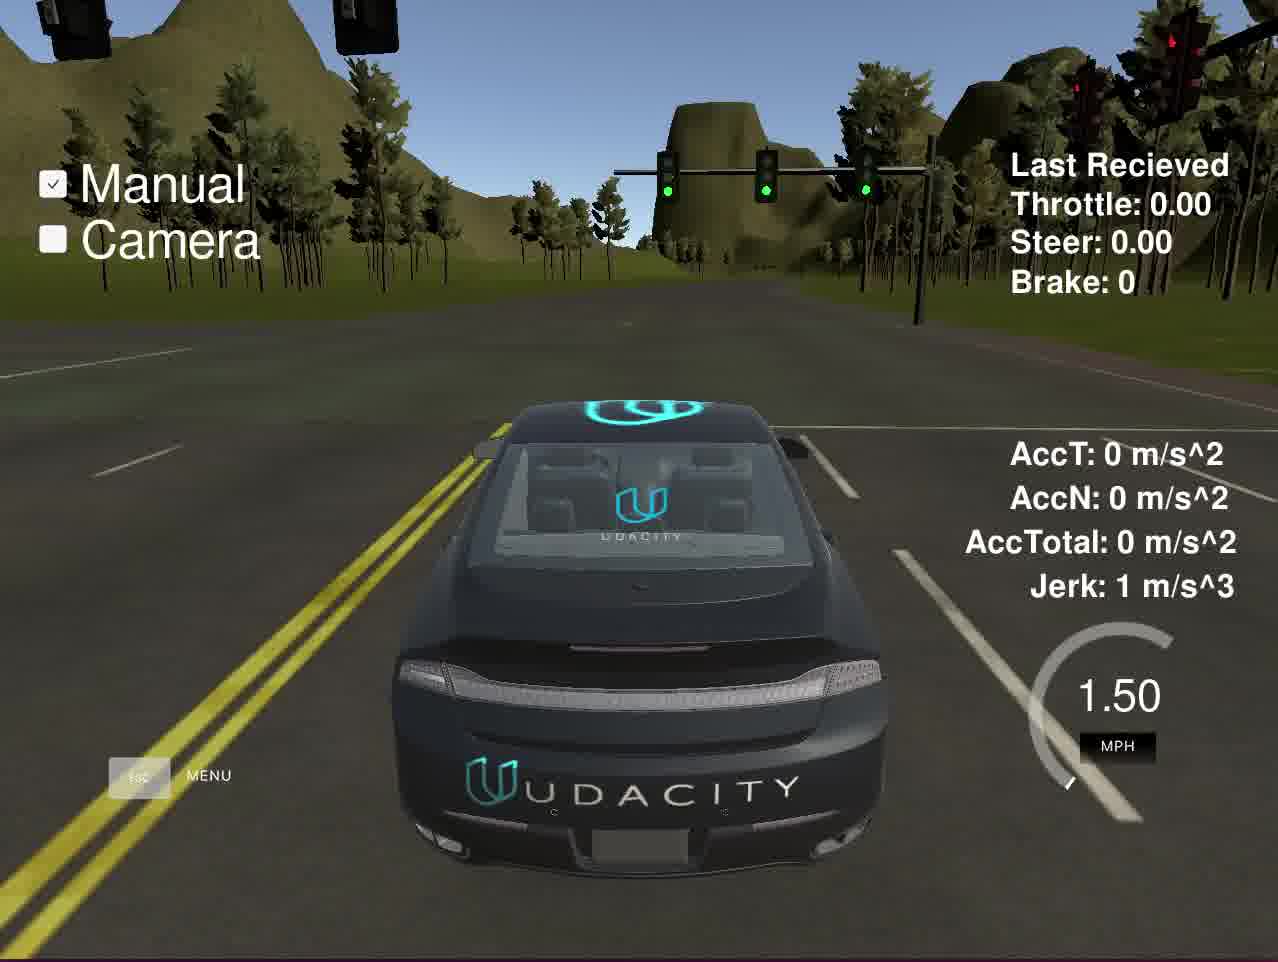 Manual
Camera
Last Recieved
Throttle: 0.00
Steer: 0.00
Brake: 0
AccT: 0 m/s^2
AccN: 0 m/s^2
AccTotal: 0 m/s^2
Jerk: 1 m/s^3
UDACITY
1.50
MPH
ESC MENU
UDACITY